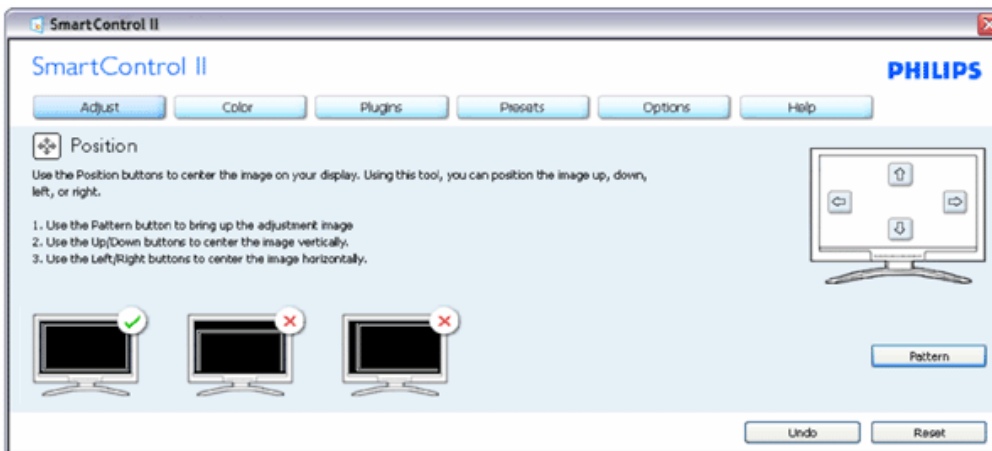 SmartControl II
SmartControl II
PHILIPS
Adjust
Color
Plugins
Presets
Options
Help
Position
Use the Position buttons to center the image on your display. Using this tool, you can position the image up, down,
left, or right.
1. Use the Pattern button to bring up the adjustment image
2. Use the Up/Down buttons to center the image vertically.
3. Use the Left/Right buttons to center the image horizontally.
Pattern
Undo
Reset